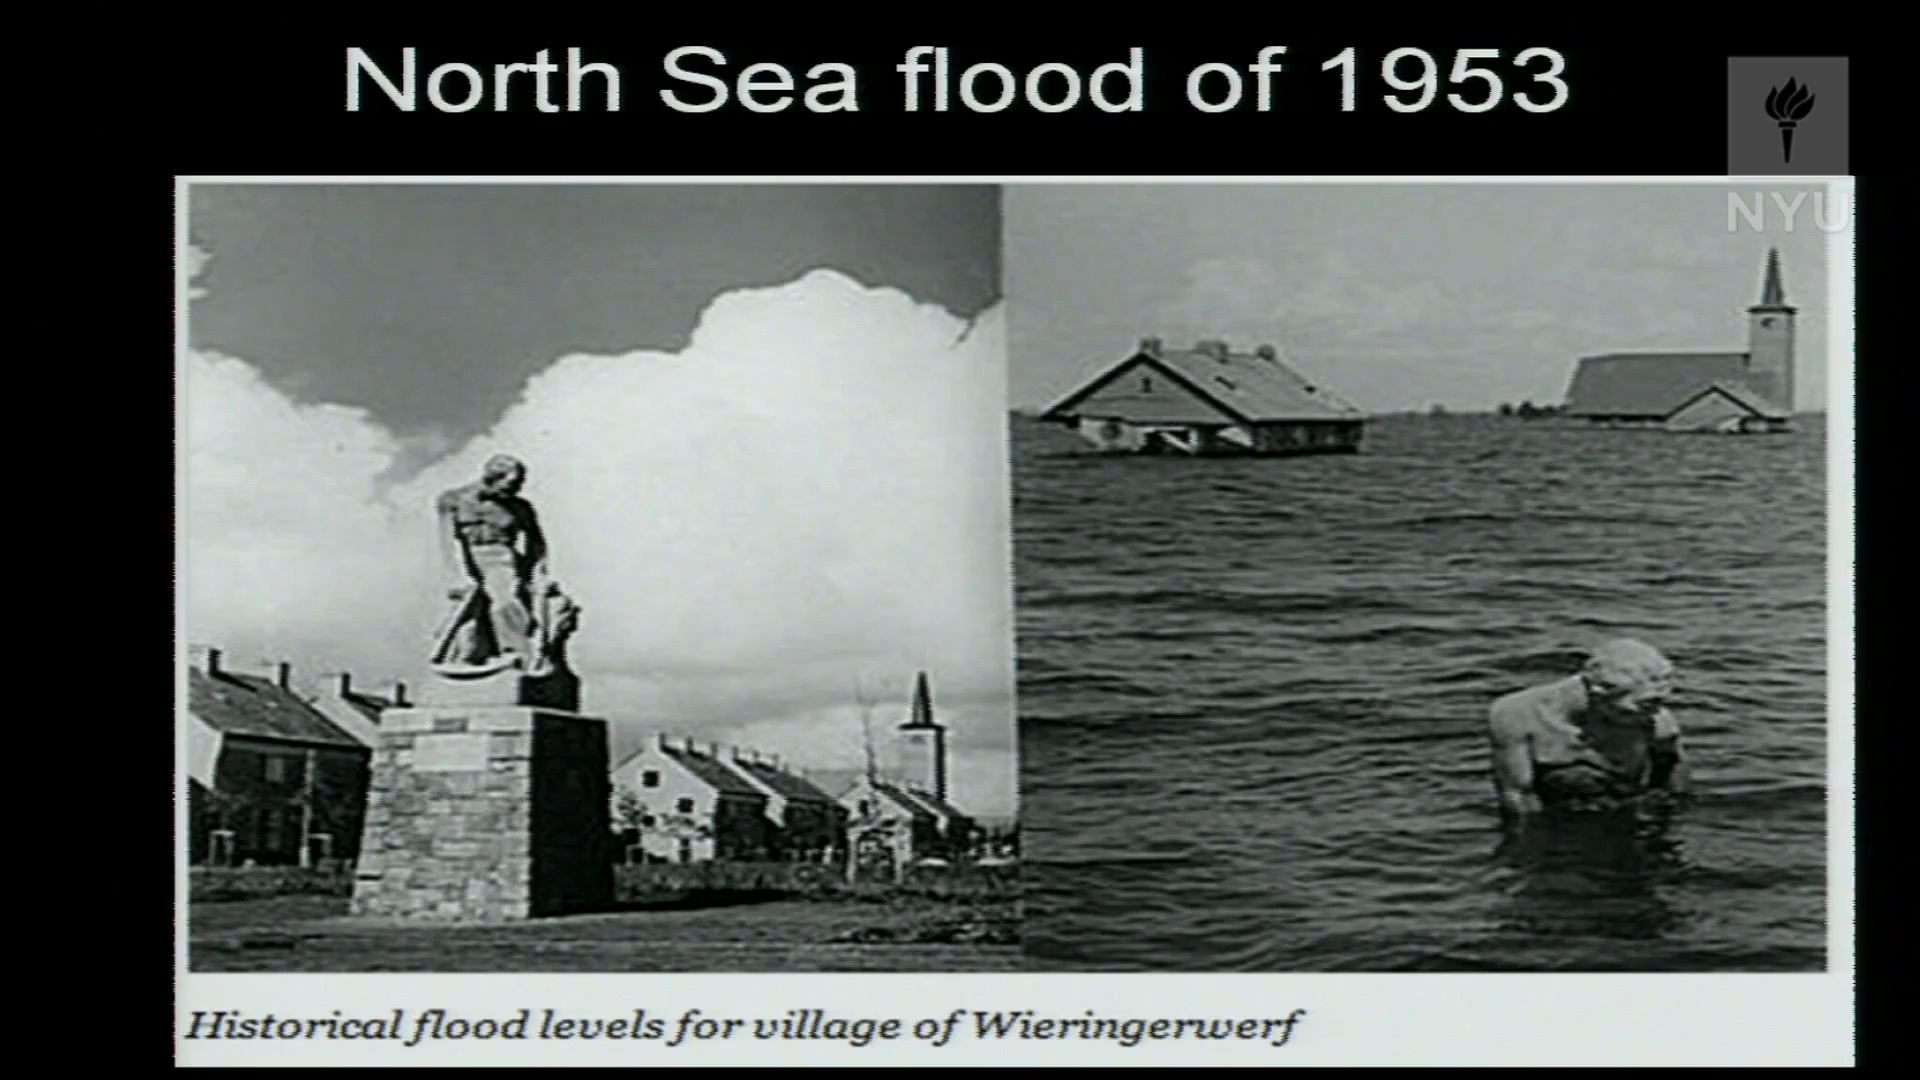 North Sea flood of 1953
NYU
Historical flood levels for village of Wieringerwerf